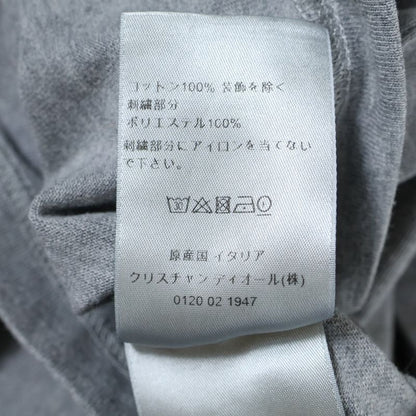 コットン100% 装飾を除く
刺繍部分
ポリエステル100%
刺繍部分にアイロンを当てない
で下さい。
30
原産国 イタリア
クリスチャン ディオール(株)
0120 02 1947